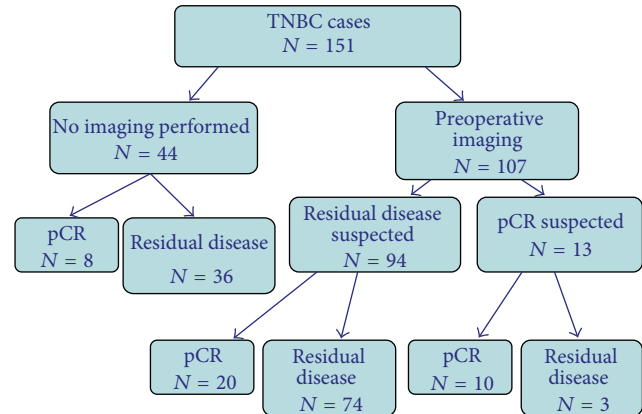 TNBC cases
N = 151
No imaging performed
N = 44
Preoperative
imaging
N = 107
pCR
N = 8
Residual disease
N = 36
Residual disease
suspected
N = 94
pCR suspected
N = 13
pCR
N = 20
Residual
disease
N = 74
pCR
N = 10
Residual
disease
N = 3